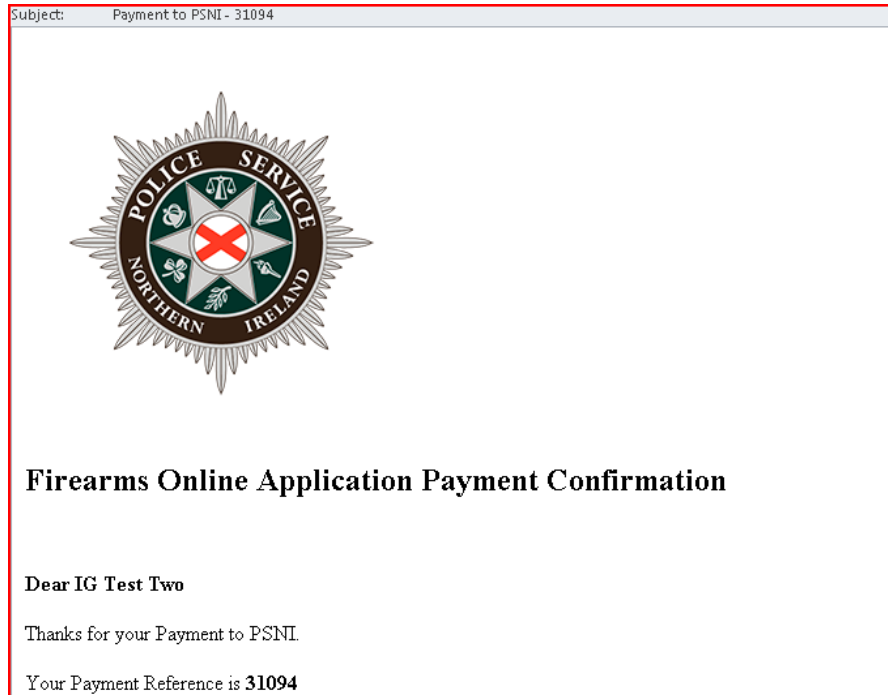 Subject: Payment to PSNI - 31094
POLICE SERVICE
NORTHERN IRELAND
Firearms Online Application Payment Confirmation
Dear IG Test Two
Thanks for your Payment to PSNI.
Your Payment Reference is 31094